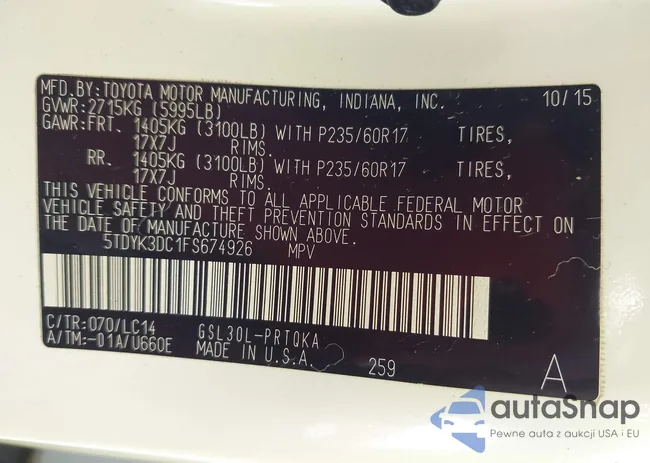 MFD.BY:TOYOTA MOTOR MANUFACTURING, INDIANA, INC. 10/15
GVWR:2715KG (5995LB)
GAWR:FRT. 1405KG (3100LB) WITH P235/60R17 TIRES,
17X7J RIMS.
RR. 1405KG (3100LB) WITH P235/60R17 TIRES,
17X7J RIMS.
THIS VEHICLE CONFORMS TO ALL APPLICABLE FEDERAL MOTOR
VEHICLE SAFETY AND THEFT PREVENTION STANDARDS IN EFFECT ON
THE DATE OF MANUFACTURE SHOWN ABOVE.
5TDYK3DC1FS674926 MPV
C/TR:070/LC14 GSL30L-PRTQKA
A/TM:-01A/U660E MADE IN U.S.A. 259 A
autaSnap
Pewne auta z aukcji USA i EU